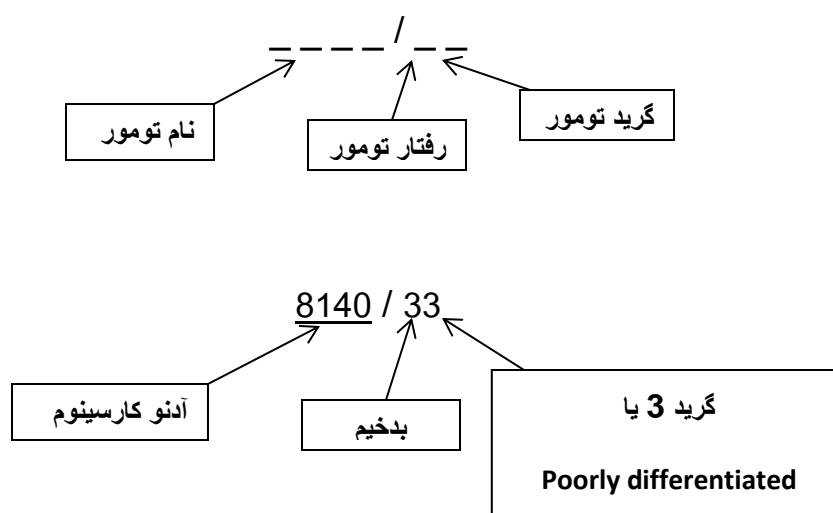 _ _ _ _ / _ _
گرید تومور
رفتار تومور
نام تومور
8140 / 33
گرید 3 یا
Poorly differentiated
بدخیم
آدنو کارسینوم